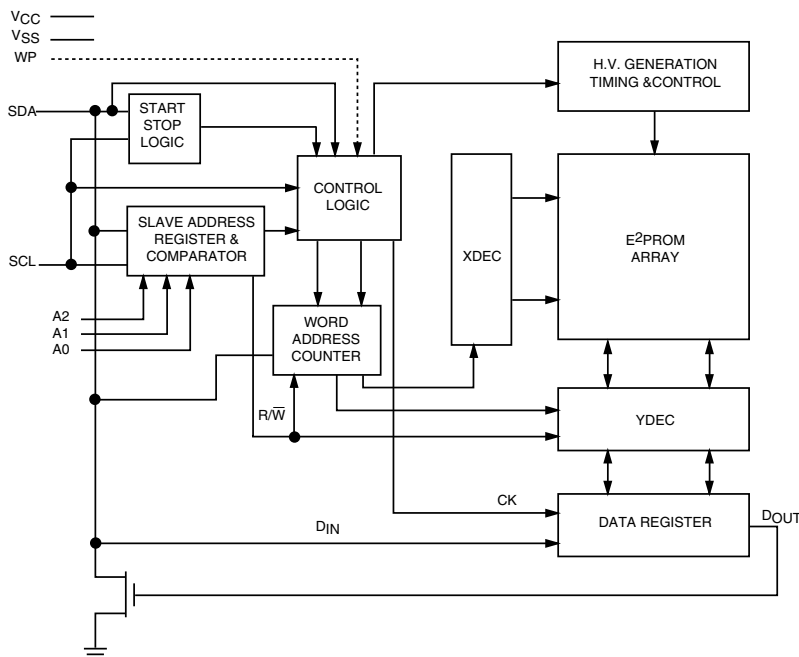 VCC
VSS
WP
SDA
START
STOP
LOGIC
H.V. GENERATION
TIMING &CONTROL
CONTROL
LOGIC
SLAVE ADDRESS
REGISTER &
COMPARATOR
SCL
XDEC
E²PROM
ARRAY
A2
A1
A0
WORD
ADDRESS
COUNTER
R/W̅
YDEC
CK
DIN
DATA REGISTER
DOUT